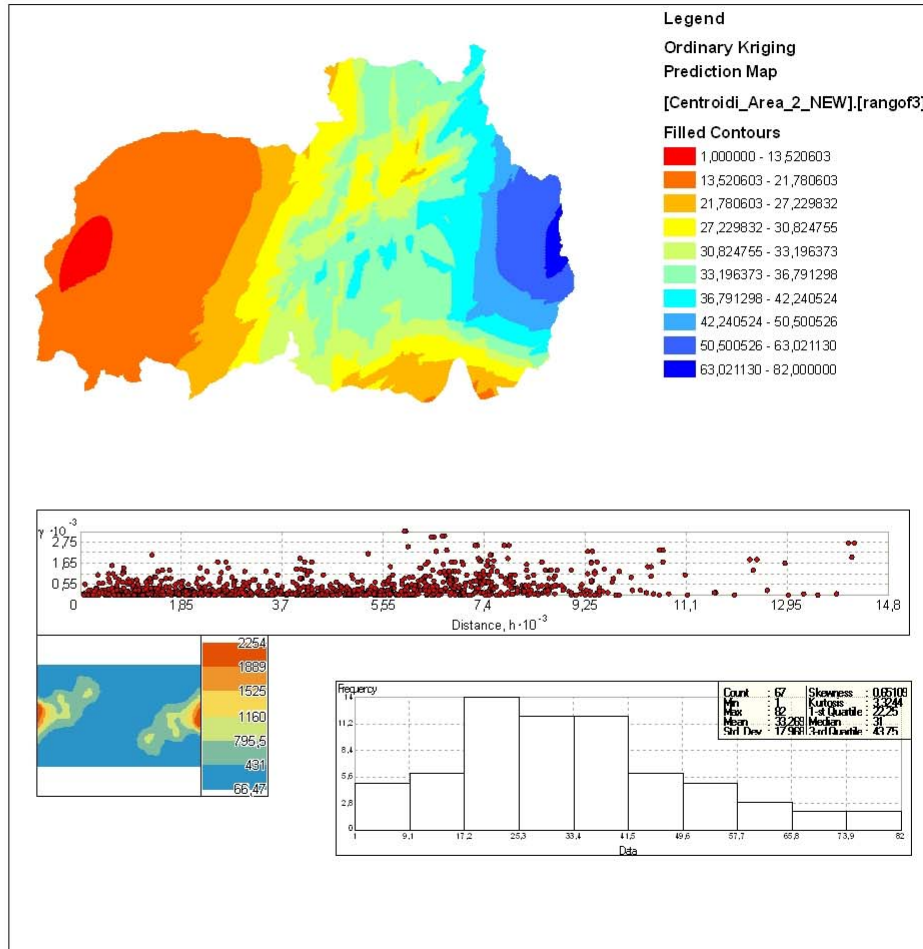 Legend
Ordinary Kriging
Prediction Map
[Centroidi_Area_2_NEW].[rangof3]
Filled Contours
1,000000 - 13,520603
13,520603 - 21,780603
21,780603 - 27,229832
27,229832 - 30,824755
30,824755 - 33,196373
33,196373 - 36,791298
36,791298 - 42,240524
42,240524 - 50,500526
50,500526 - 63,021130
63,021130 - 82,000000
γ ·10⁻³
2,75
1,65
0,55
0 1,85 3,7 5,55 7,4 9,25 11,1 12,95 14,8
Distance, h·10⁻³
2254
1889
1525
1160
795,5
431
66,47
Frequency
14
11,2
8,4
5,6
2,8
0
1 9,1 17,2 25,3 33,4 41,5 49,6 57,7 65,8 73,9 82
Data
Count : 67 Skewness : 0,65109
Min : 1 Kurtosis : 3,3244
Max : 82 1-st Quartile : 22,25
Mean : 33,269 Median : 31
Std. Dev. : 17,968 3-rd Quartile : 43,75